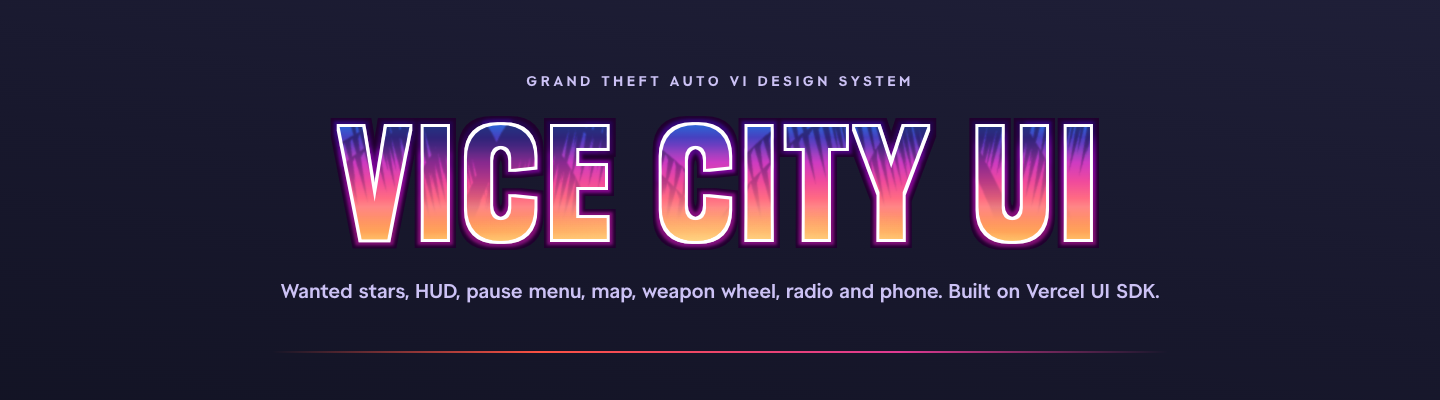 GRAND THEFT AUTO VI DESIGN SYSTEM
VICE CITY UI
Wanted stars, HUD, pause menu, map, weapon wheel, radio and phone. Built on Vercel UI SDK.